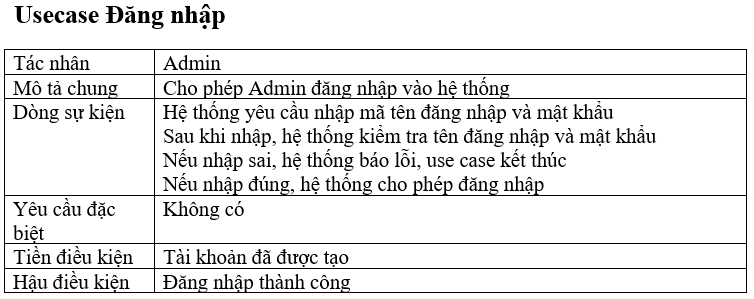 Usecase Đăng nhập
Tác nhân Admin
Mô tả chung Cho phép Admin đăng nhập vào hệ thống
Dòng sự kiện Hệ thống yêu cầu nhập mã tên đăng nhập và mật khẩu
Sau khi nhập, hệ thống kiểm tra tên đăng nhập và mật khẩu
Nếu nhập sai, hệ thống báo lỗi, use case kết thúc
Nếu nhập đúng, hệ thống cho phép đăng nhập
Yêu cầu đặc Không có
biệt
Tiền điều kiện Tài khoản đã được tạo
Hậu điều kiện Đăng nhập thành công